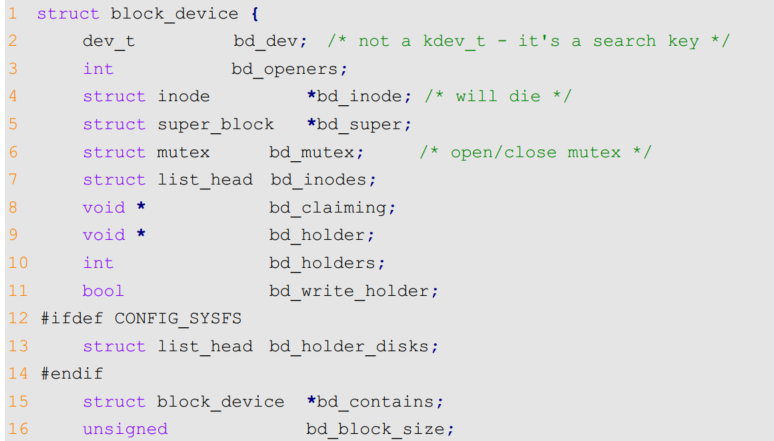 1 struct block_device {
2 dev_t bd_dev; /* not a kdev_t - it's a search key */
3 int bd_openers;
4 struct inode *bd_inode; /* will die */
5 struct super_block *bd_super;
6 struct mutex bd_mutex; /* open/close mutex */
7 struct list_head bd_inodes;
8 void * bd_claiming;
9 void * bd_holder;
10 int bd_holders;
11 bool bd_write_holder;
12 #ifdef CONFIG_SYSFS
13 struct list_head bd_holder_disks;
14 #endif
15 struct block_device *bd_contains;
16 unsigned bd_block_size;